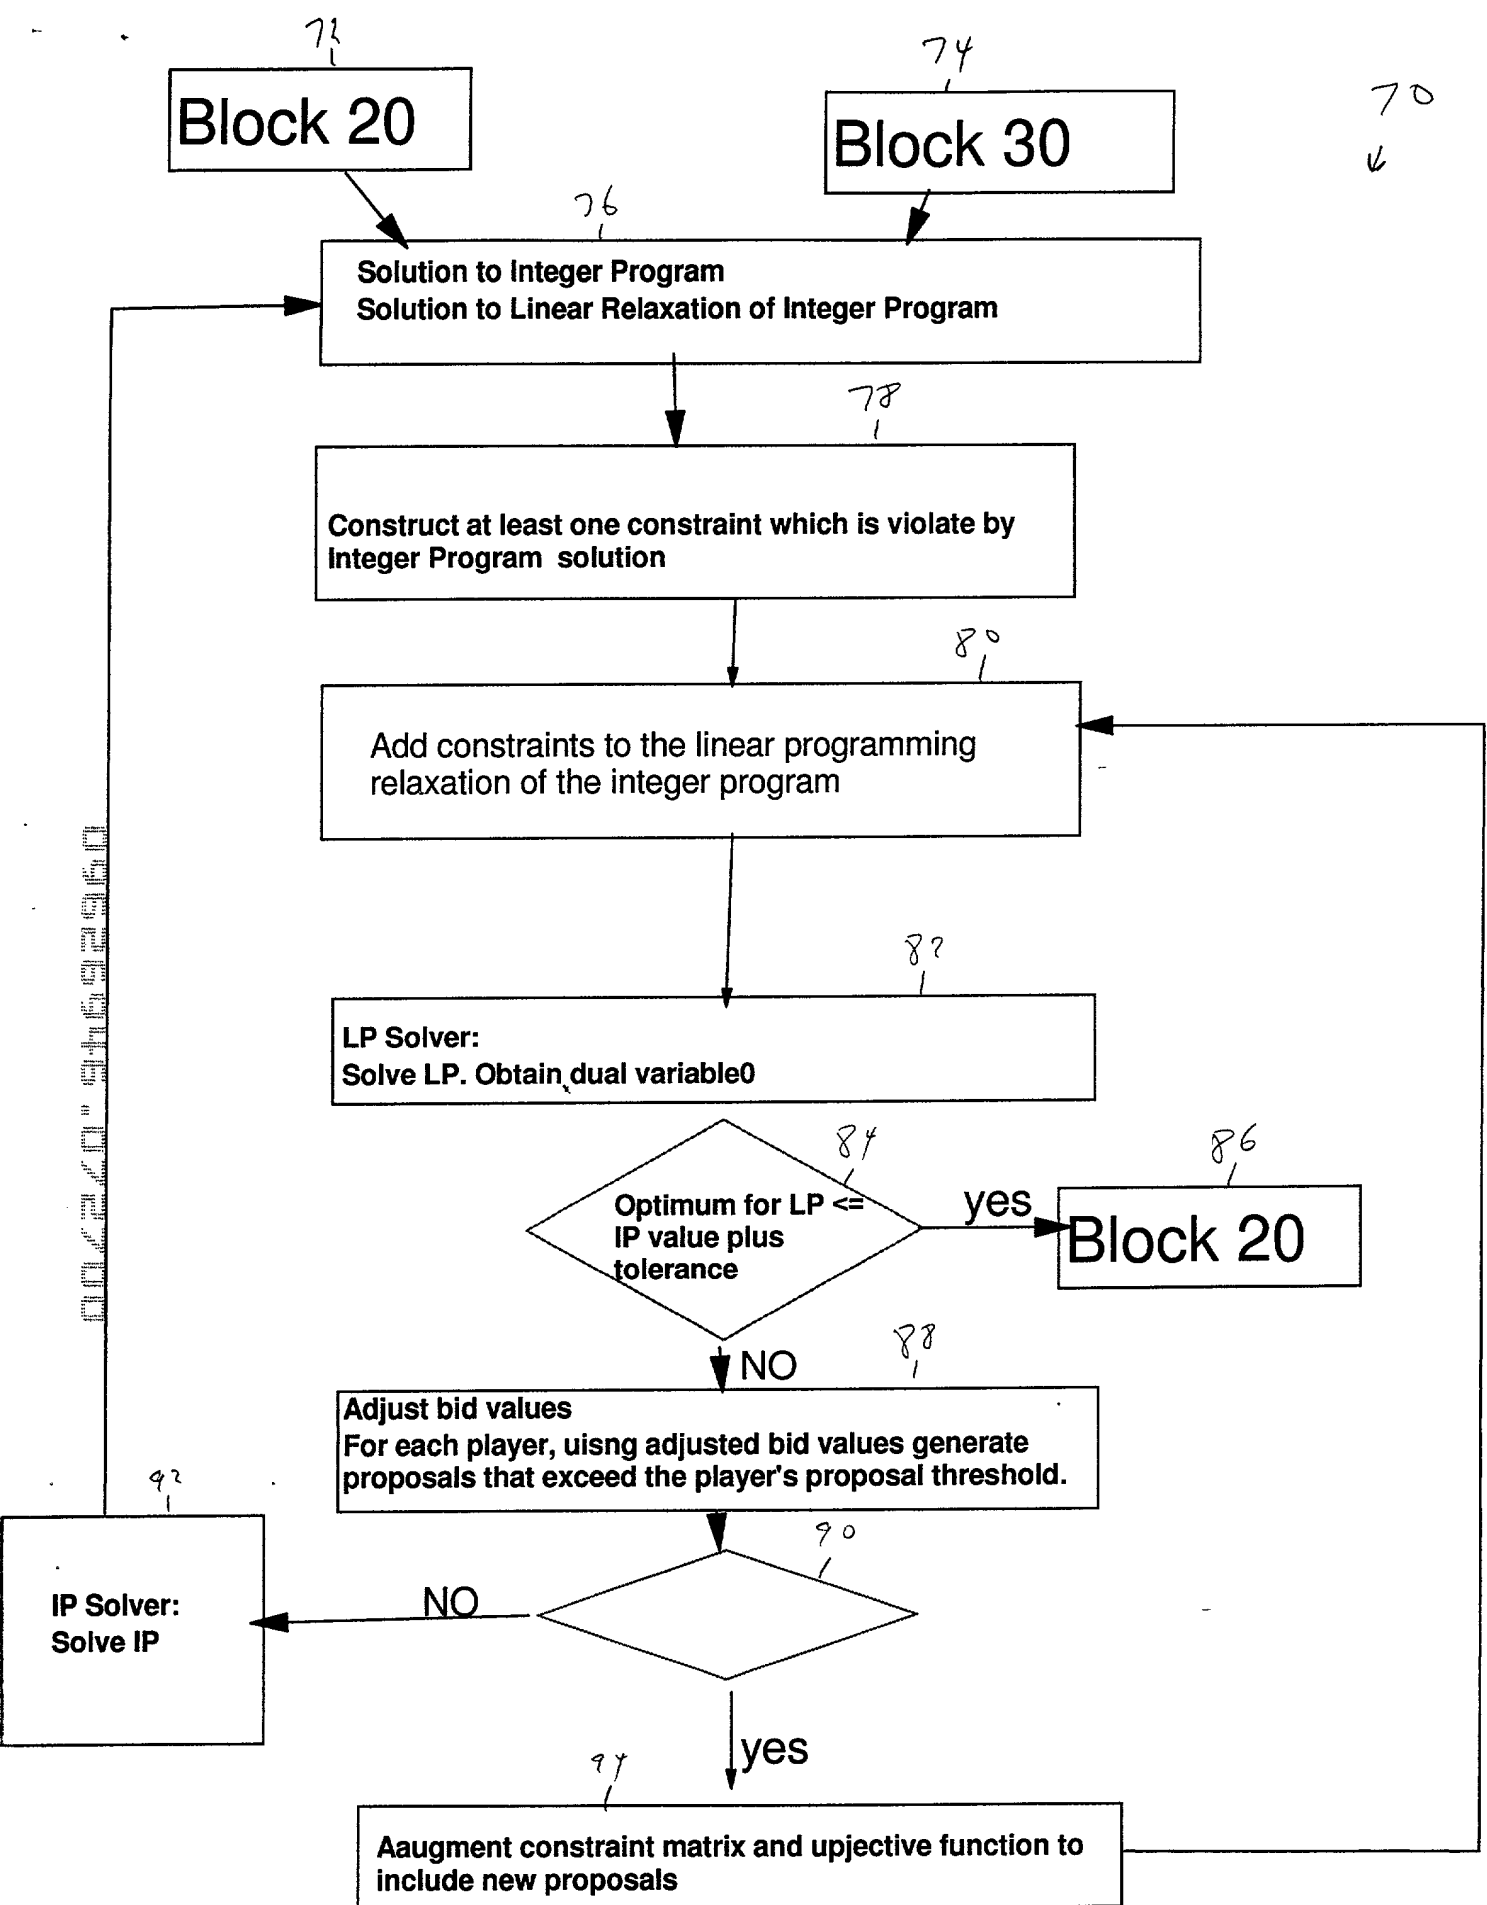 72
Block 20
74
Block 30
70
76
Solution to Integer Program
Solution to Linear Relaxation of Integer Program
78
Construct at least one constraint which is violate by
Integer Program solution
80
Add constraints to the linear programming
relaxation of the integer program
82
LP Solver:
Solve LP. Obtain dual variable0
84
Optimum for LP <=
IP value plus
tolerance
yes
86
Block 20
NO
88
Adjust bid values
For each player, uisng adjusted bid values generate
proposals that exceed the player's proposal threshold.
90
92
IP Solver:
Solve IP
NO
yes
94
Aaugment constraint matrix and upjective function to
include new proposals